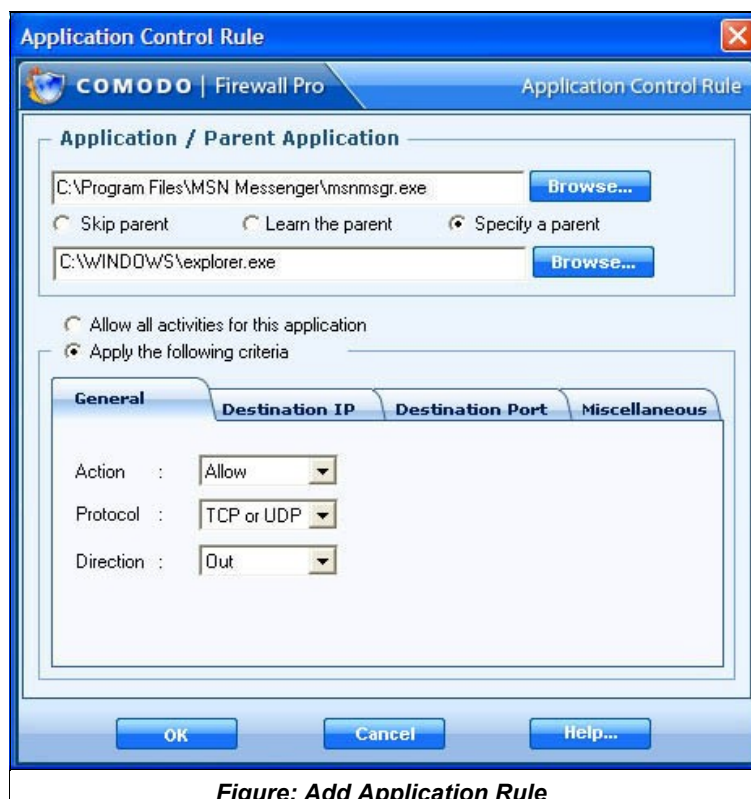 Application Control Rule
COMODO | Firewall Pro Application Control Rule
Application / Parent Application
C:\Program Files\MSN Messenger\msnmsgr.exe Browse...
Skip parent Learn the parent Specify a parent
C:\WINDOWS\explorer.exe Browse...
Allow all activities for this application
Apply the following criteria
General Destination IP Destination Port Miscellaneous
Action : Allow
Protocol : TCP or UDP
Direction : Out
OK Cancel Help...
Figure: Add Application Rule